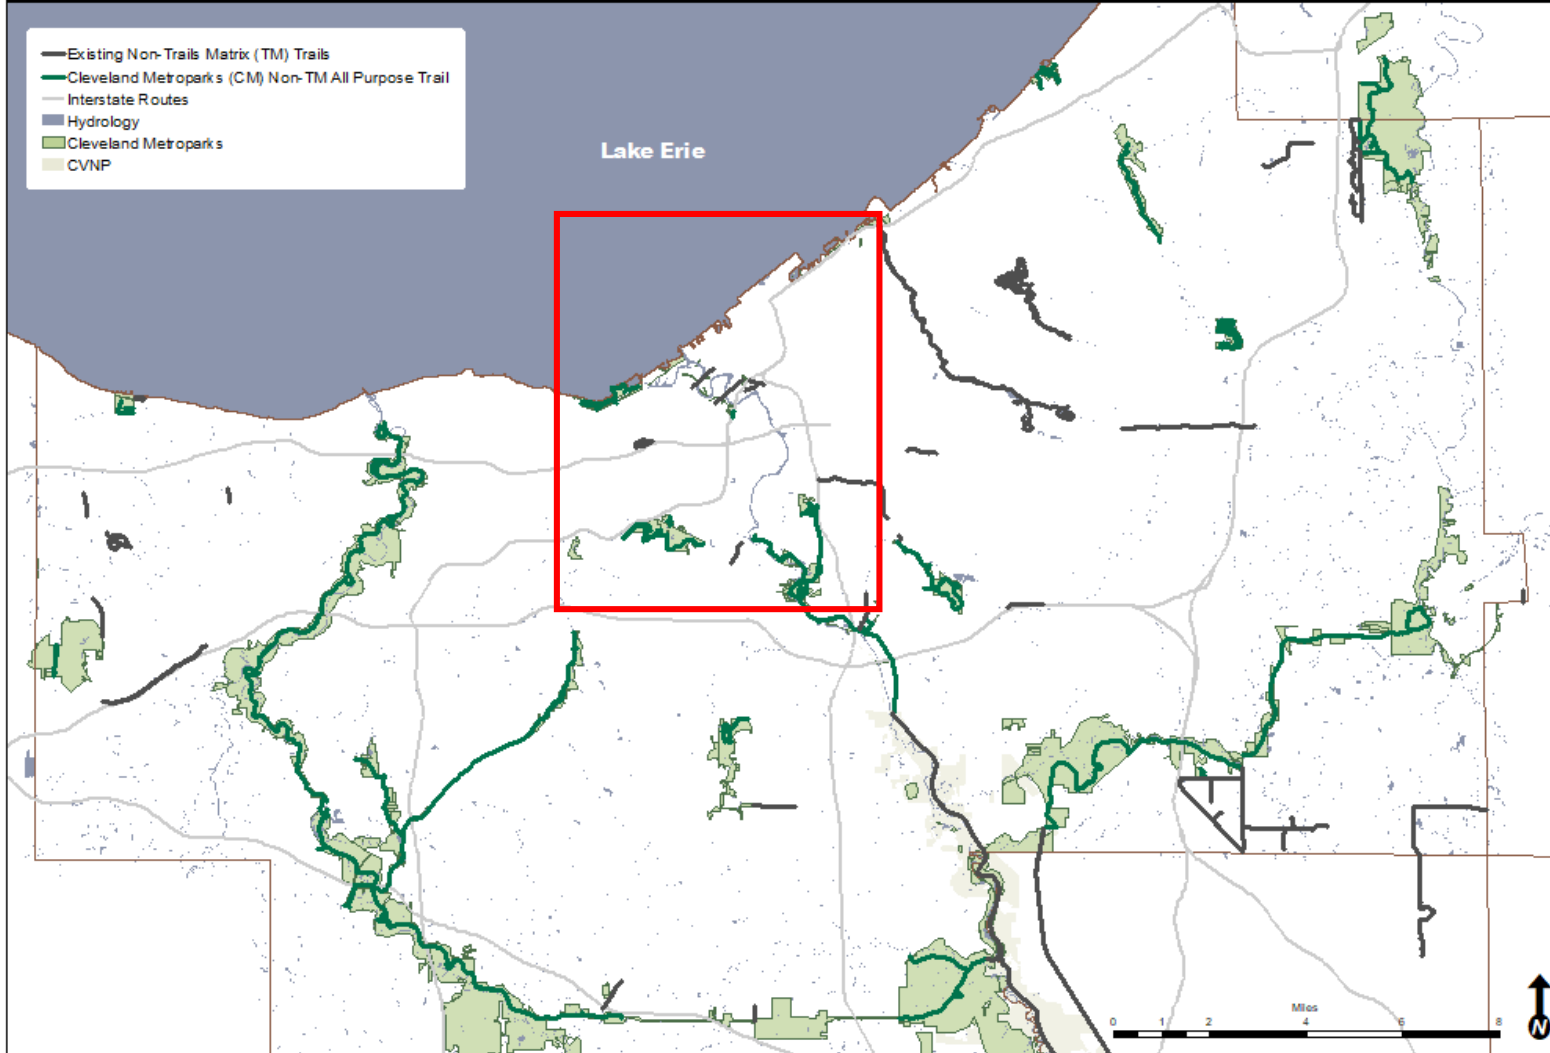 Existing Non-Trails Matrix (TM) Trails
Cleveland Metroparks (CM) Non-TM All Purpose Trail
Interstate Routes
Hydrology
Cleveland Metroparks
CVNP
Lake Erie
Miles
0 1 2 4 6 8
N